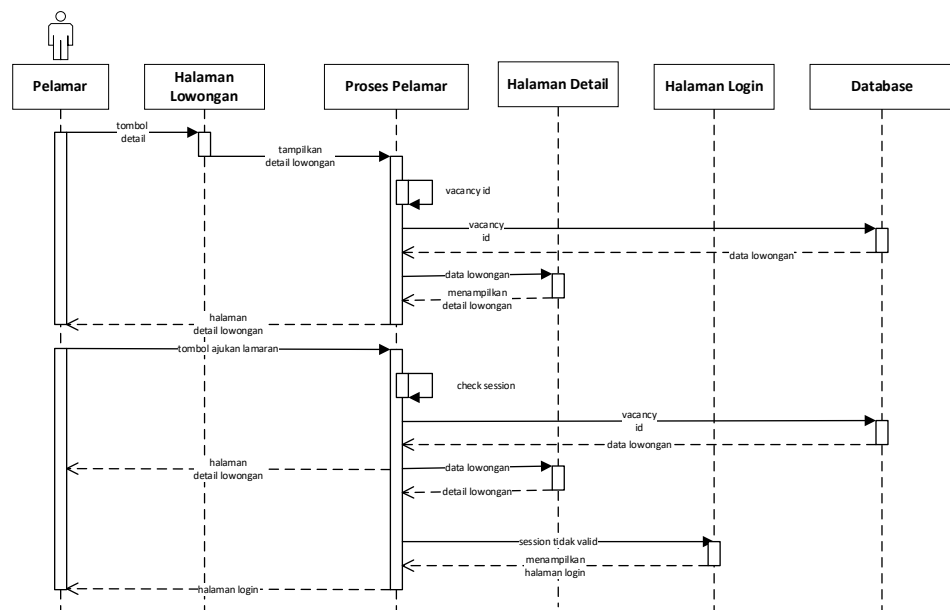 Pelamar
Halaman
Lowongan
Proses Pelamar
Halaman Detail
Halaman Login
Database
tombol
detail
tampilkan
detail lowongan
vacancy id
vacancy
id
data lowongan
data lowongan
menampilkan
detail lowongan
halaman
detail lowongan
tombol ajukan lamaran
check session
vacancy
id
data lowongan
halaman
detail lowongan
data lowongan
detail lowongan
session tidak valid
menampilkan
halaman login
halaman login